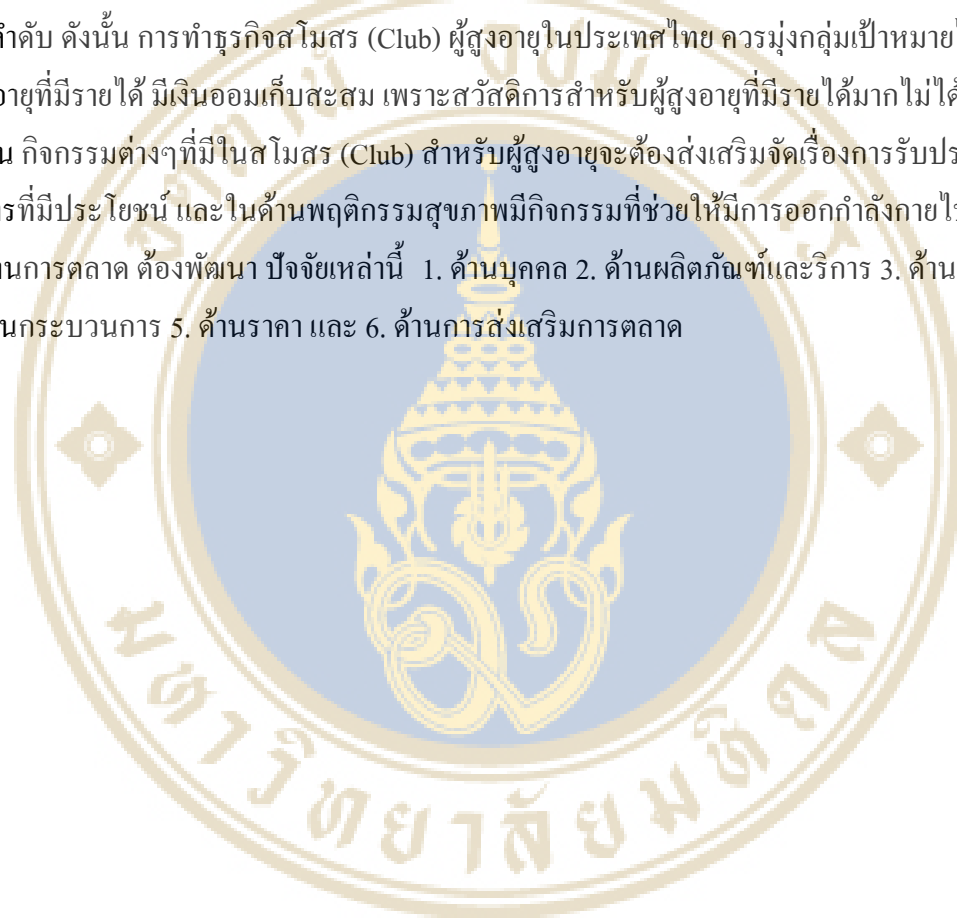 ำดับ ดังนั้น การทำธุรกิจสโมสร (Club) ผู้สูงอายุในประเทศไทย ควรมุ่งกลุ่มเป้าหมาย
อายุที่มีรายได้ มีเงินออมเก็บสะสม เพราะสวัสดิการสำหรับผู้สูงอายุที่มีรายได้มากไม่ได้
น กิจกรรมต่างๆที่มีในสโมสร (Club) สำหรับผู้สูงอายุจะต้องส่งเสริมจัดเรื่องการรับประ
รที่มีประโยชน์ และในด้านพฤติกรรมสุขภาพมีกิจกรรมที่ช่วยให้มีการออกกำลังกาย
านการตลาด ต้องพัฒนา ปัจจัยเหล่านี้ 1. ด้านบุคคล 2. ด้านผลิตภัณฑ์และริการ 3. ด้าน
นกระบวนการ 5. ด้านราคา และ 6. ด้านการส่งเสริมการตลาด
มหาวิทยาลัยมหิดล